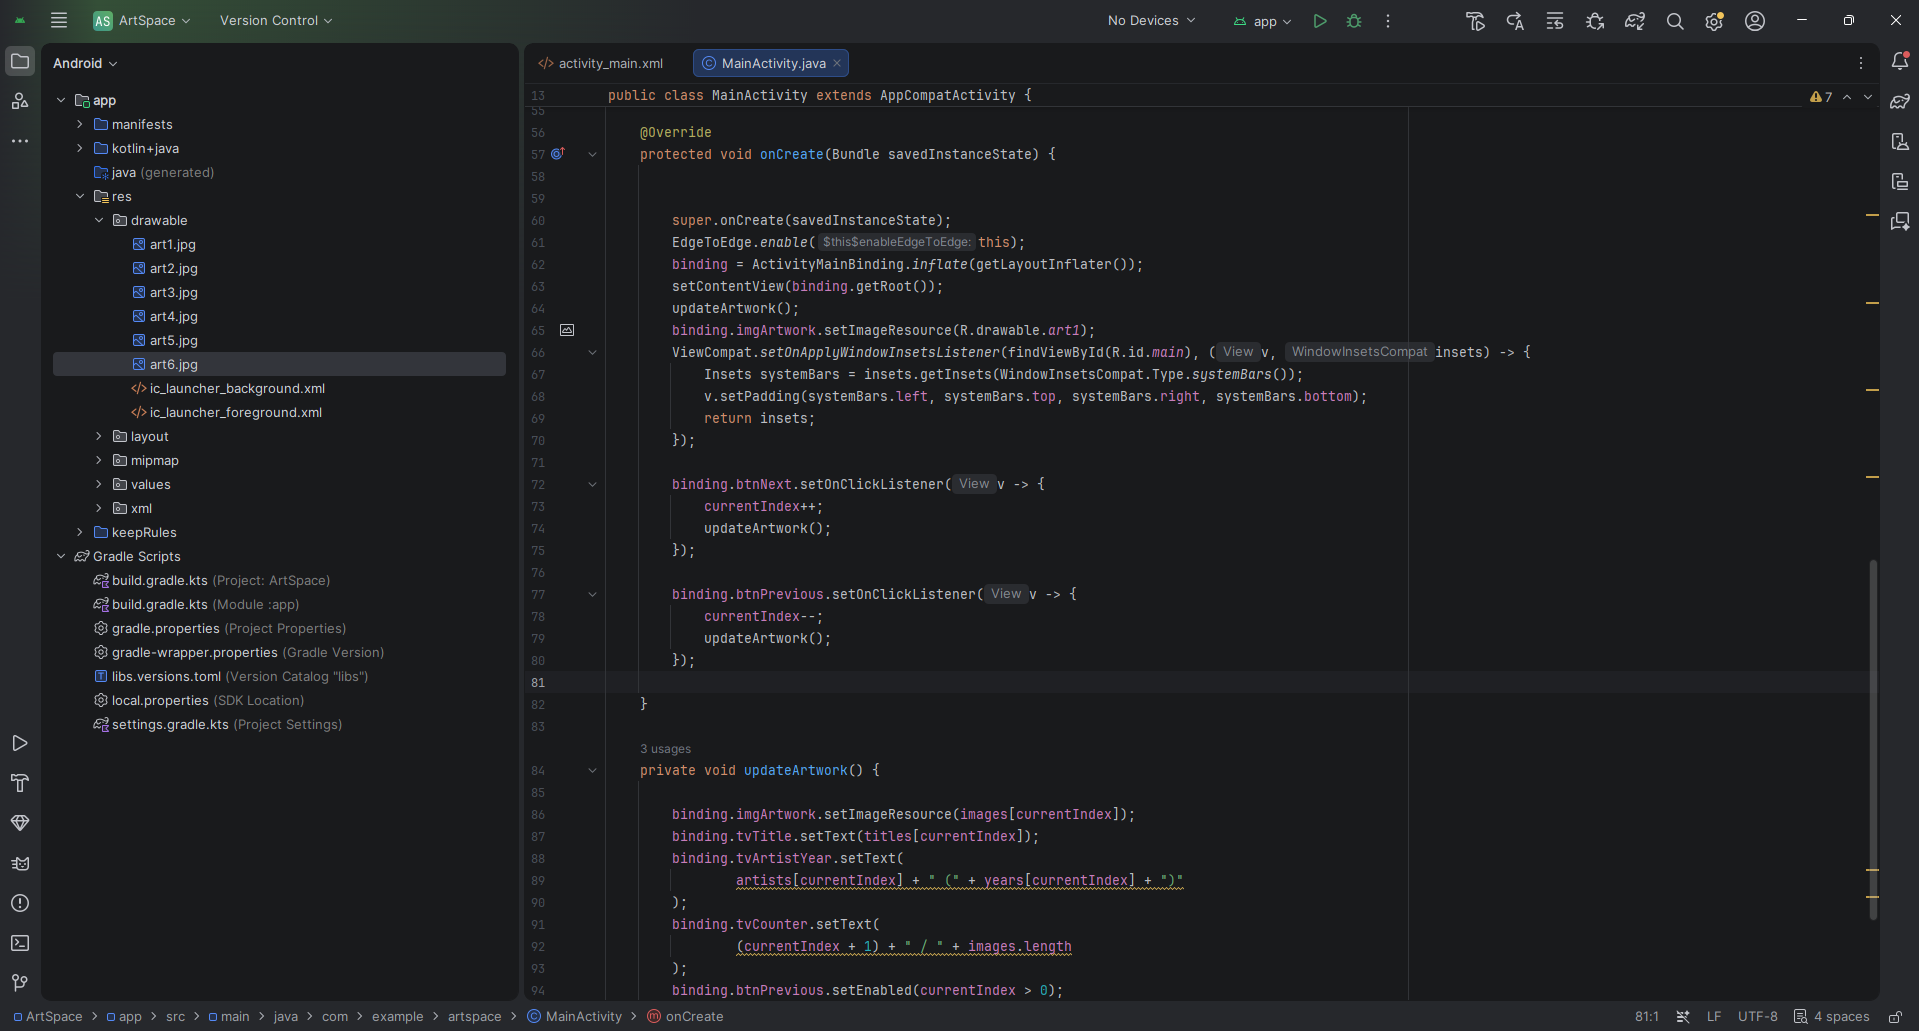 AS ArtSpace Version Control No Devices app
Android
app
manifests
kotlin+java
java (generated)
res
drawable
art1.jpg
art2.jpg
art3.jpg
art4.jpg
art5.jpg
art6.jpg
ic_launcher_background.xml
ic_launcher_foreground.xml
layout
mipmap
values
xml
keepRules
Gradle Scripts
build.gradle.kts (Project: ArtSpace)
build.gradle.kts (Module :app)
gradle.properties (Project Properties)
gradle-wrapper.properties (Gradle Version)
libs.versions.toml (Version Catalog "libs")
local.properties (SDK Location)
settings.gradle.kts (Project Settings)
activity_main.xml MainActivity.java
13 public class MainActivity extends AppCompatActivity { 7
55
56 @Override
57 protected void onCreate(Bundle savedInstanceState) {
58
59
60 super.onCreate(savedInstanceState);
61 EdgeToEdge.enable( $this$enableEdgeToEdge: this);
62 binding = ActivityMainBinding.inflate(getLayoutInflater());
63 setContentView(binding.getRoot());
64 updateArtwork();
65 binding.imgArtwork.setImageResource(R.drawable.art1);
66 ViewCompat.setOnApplyWindowInsetsListener(findViewById(R.id.main), ( View v, WindowInsetsCompat insets) -> {
67 Insets systemBars = insets.getInsets(WindowInsetsCompat.Type.systemBars());
68 v.setPadding(systemBars.left, systemBars.top, systemBars.right, systemBars.bottom);
69 return insets;
70 });
71
72 binding.btnNext.setOnClickListener( View v -> {
73 currentIndex++;
74 updateArtwork();
75 });
76
77 binding.btnPrevious.setOnClickListener( View v -> {
78 currentIndex--;
79 updateArtwork();
80 });
81
82 }
83
3 usages
84 private void updateArtwork() {
85
86 binding.imgArtwork.setImageResource(images[currentIndex]);
87 binding.tvTitle.setText(titles[currentIndex]);
88 binding.tvArtistYear.setText(
89 artists[currentIndex] + " (" + years[currentIndex] + ")"
90 );
91 binding.tvCounter.setText(
92 (currentIndex + 1) + " / " + images.length
93 );
94 binding.btnPrevious.setEnabled(currentIndex > 0);
ArtSpace > app > src > main > java > com > example > artspace > MainActivity > onCreate 81:1 LF UTF-8 4 spaces